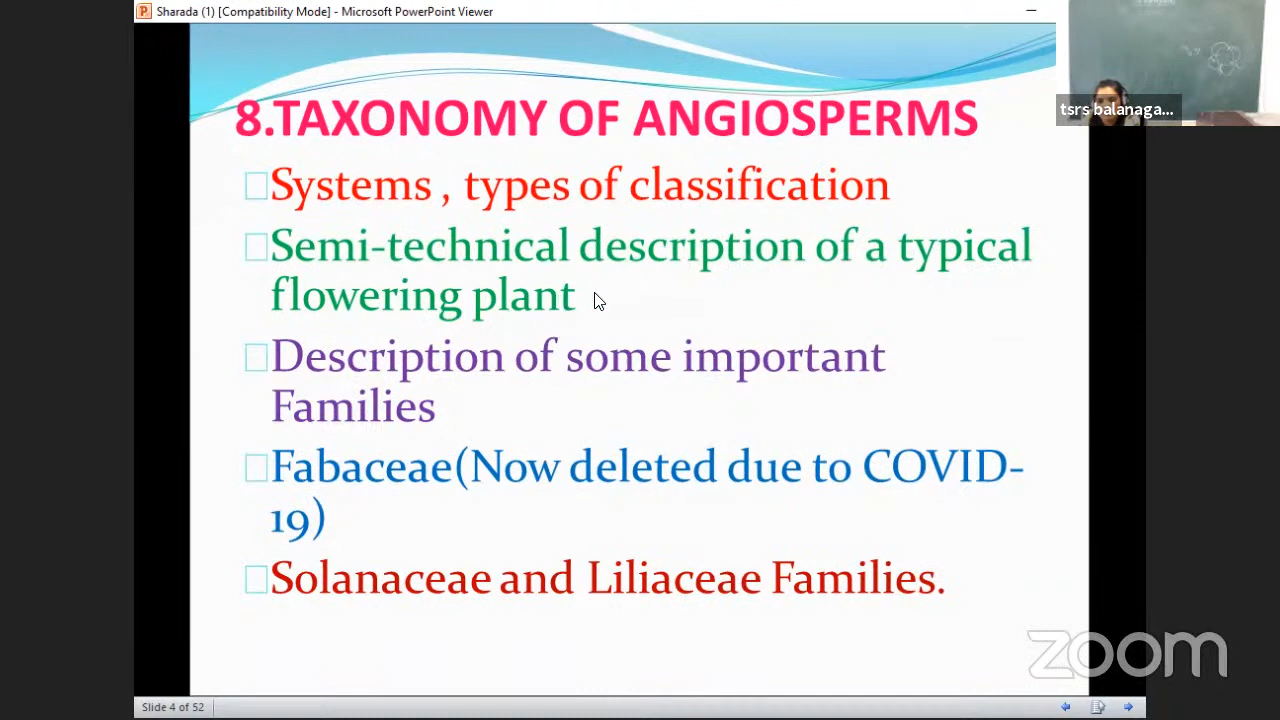 Sharada (1) [Compatibility Mode] - Microsoft PowerPoint Viewer
tsrs balanaga...
8.TAXONOMY OF ANGIOSPERMS
Systems , types of classification
Semi-technical description of a typical
flowering plant
Description of some important
Families
Fabaceae(Now deleted due to COVID-
19)
Solanaceae and Liliaceae Families.
zoom
Slide 4 of 52